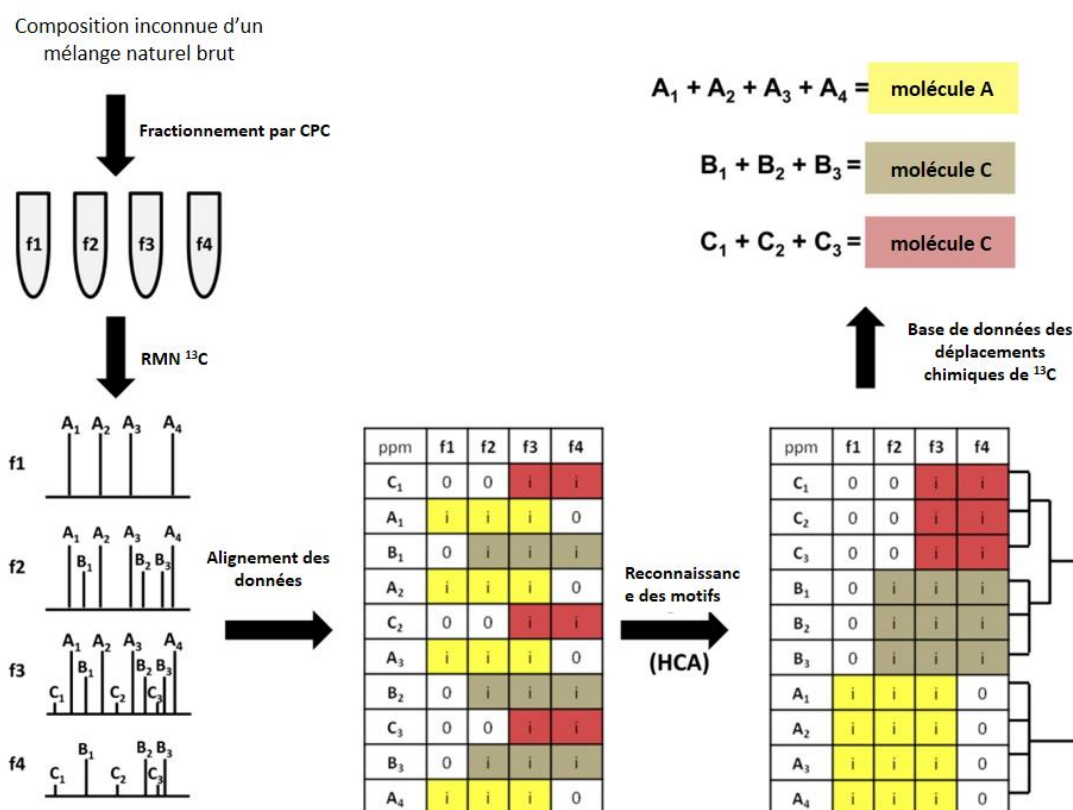 Composition inconnue d'un
mélange naturel brut
Fractionnement par CPC
f1 f2 f3 f4
RMN ¹³C
A₁ A₂ A₃ A₄
f1
A₁ A₂ A₃ A₄
B₁ B₂ B₃
f2
A₁ A₂ A₃ A₄
B₁ B₂ B₃
C₁ C₂ C₃
f3
B₁ B₂ B₃
C₁ C₂ C₃
f4
Alignement des
données
ppm f1 f2 f3 f4
C₁ 0 0 i i
A₁ i i i 0
B₁ 0 i i i
A₂ i i i 0
C₂ 0 0 i i
A₃ i i i 0
B₂ 0 i i i
C₃ 0 0 i i
B₃ 0 i i i
A₄ i i i 0
Reconnaissanc
e des motifs
(HCA)
ppm f1 f2 f3 f4
C₁ 0 0 i i
C₂ 0 0 i i
C₃ 0 0 i i
B₁ 0 i i i
B₂ 0 i i i
B₃ 0 i i i
A₁ i i i 0
A₂ i i i 0
A₃ i i i 0
A₄ i i i 0
Base de données des
déplacements
chimiques de ¹³C
A₁ + A₂ + A₃ + A₄ = molécule A
B₁ + B₂ + B₃ = molécule C
C₁ + C₂ + C₃ = molécule C